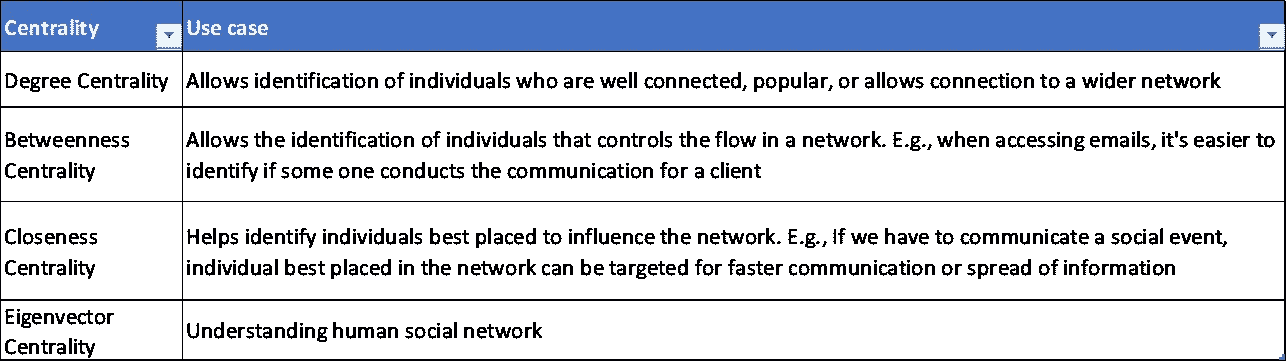 Centrality Use case
Degree Centrality Allows identification of individuals who are well connected, popular, or allows connection to a wider network
Betweenness Centrality Allows the identification of individuals that controls the flow in a network. E.g., when accessing emails, it's easier to
identify if some one conducts the communication for a client
Closeness Centrality Helps identify individuals best placed to influence the network. E.g., If we have to communicate a social event,
individual best placed in the network can be targeted for faster communication or spread of information
Eigenvector Centrality Understanding human social network